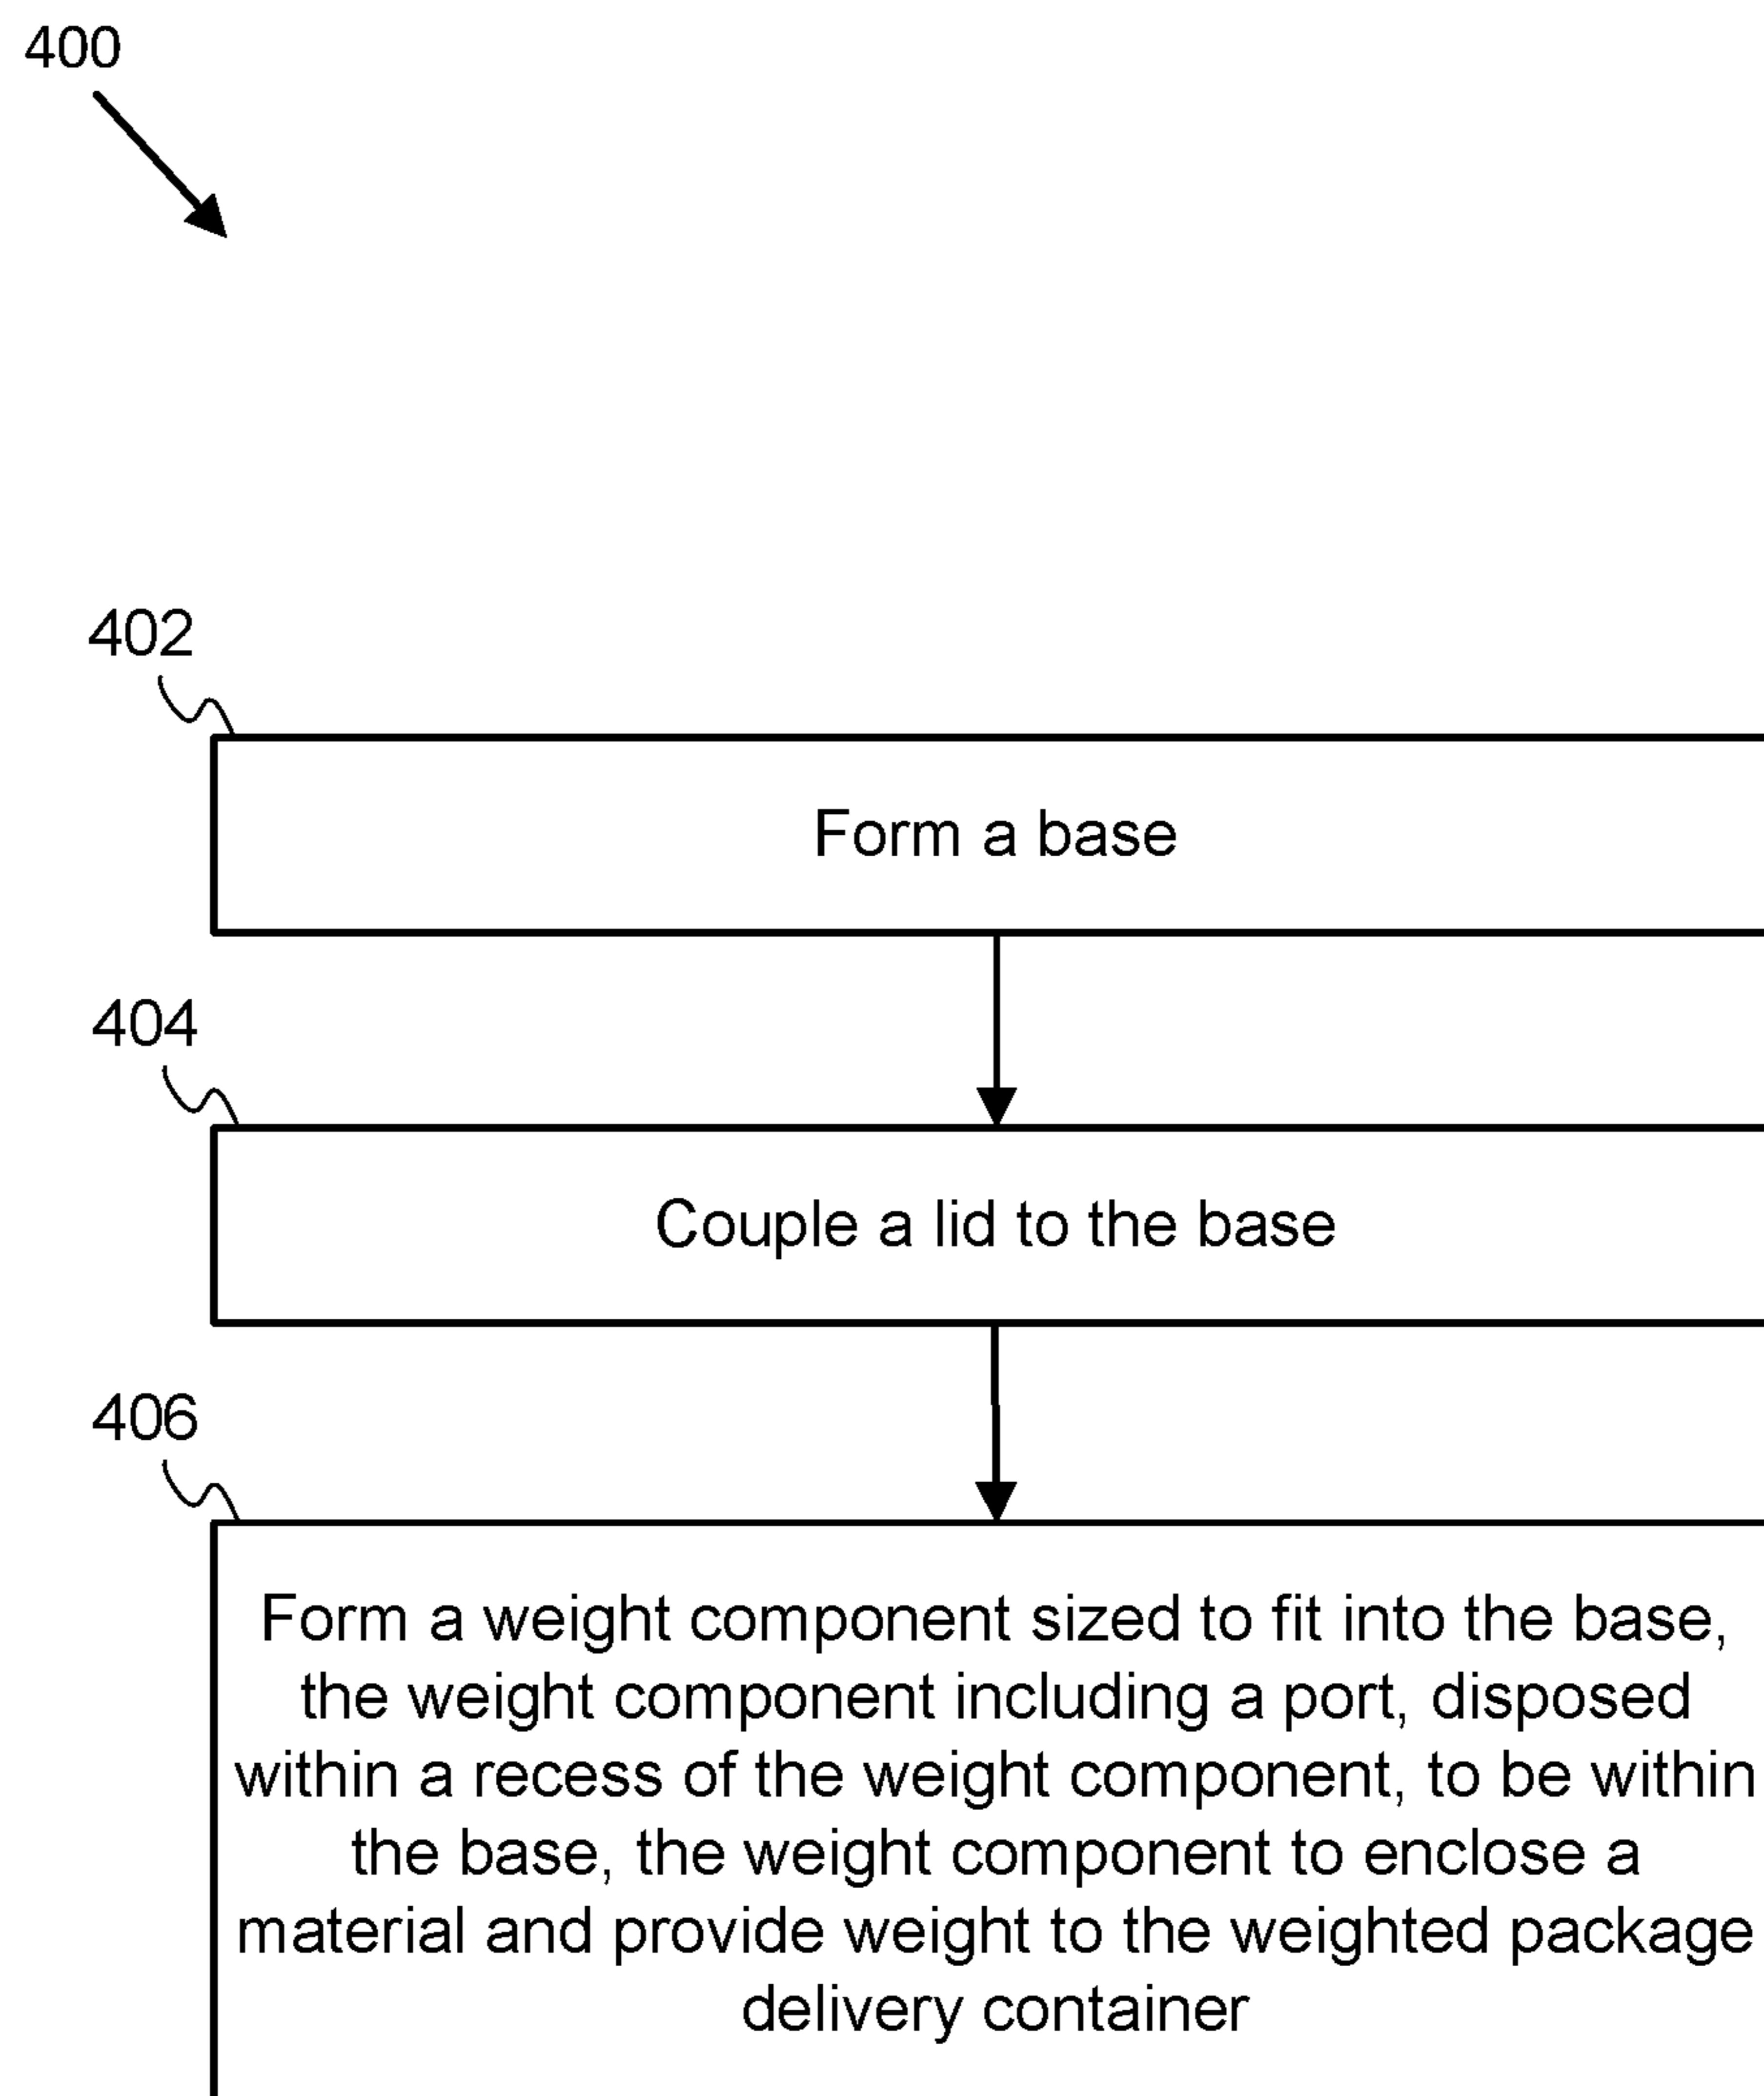 400
402
Form a base
404
Couple a lid to the base
406
Form a weight component sized to fit into the base,
the weight component including a port, disposed
within a recess of the weight component, to be within
the base, the weight component to enclose a
material and provide weight to the weighted package
delivery container